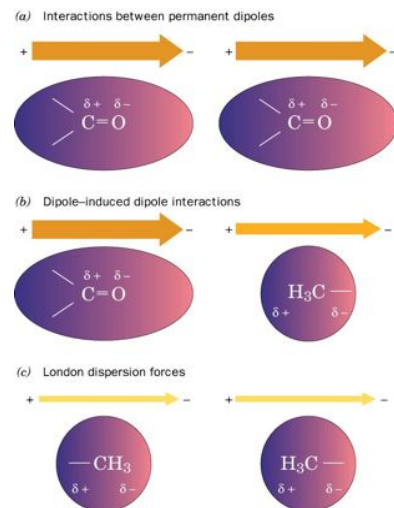 (a) Interactions between permanent dipoles
+ − + −
δ+ δ− δ+ δ−
C=O C=O
(b) Dipole–induced dipole interactions
+ − + −
δ+ δ−
C=O H₃C—
δ+ δ−
(c) London dispersion forces
+ − + −
—CH₃ H₃C—
δ+ δ− δ+ δ−